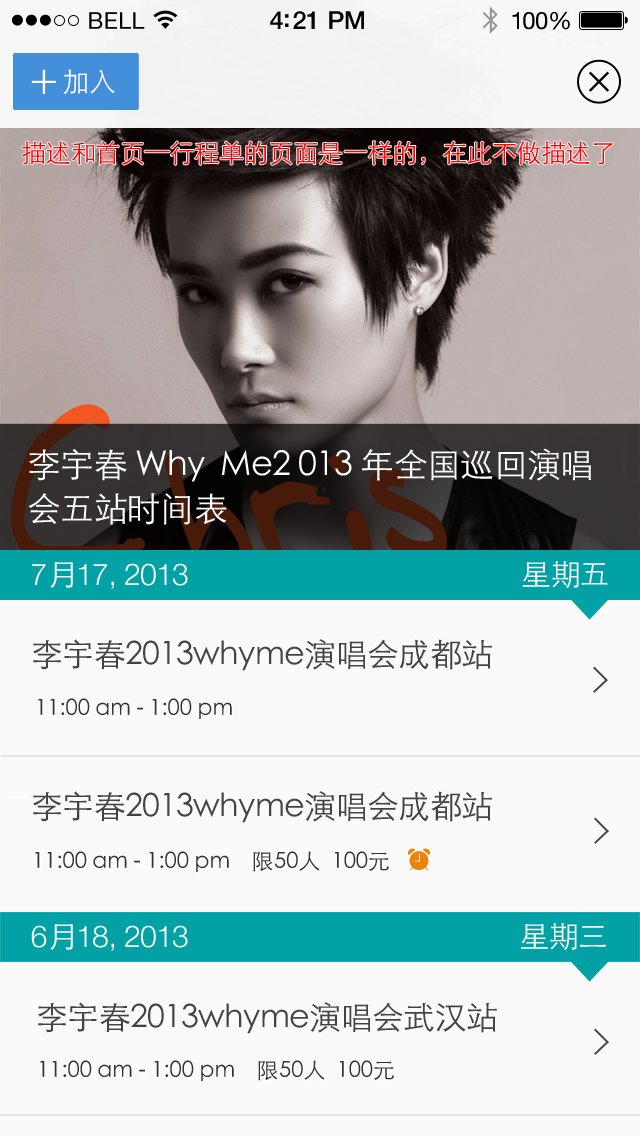 BELL 4:21 PM 100%
加入
描述和首页一行程单的页面是一样的，在此不做描述了
Chris
李宇春 Why Me2 013 年全国巡回演唱
会五站时间表
7月17, 2013 星期五
李宇春2013whyme演唱会成都站
11:00 am - 1:00 pm
李宇春2013whyme演唱会成都站
11:00 am - 1:00 pm 限50人 100元
6月18, 2013 星期三
李宇春2013whyme演唱会武汉站
11:00 am - 1:00 pm 限50人 100元